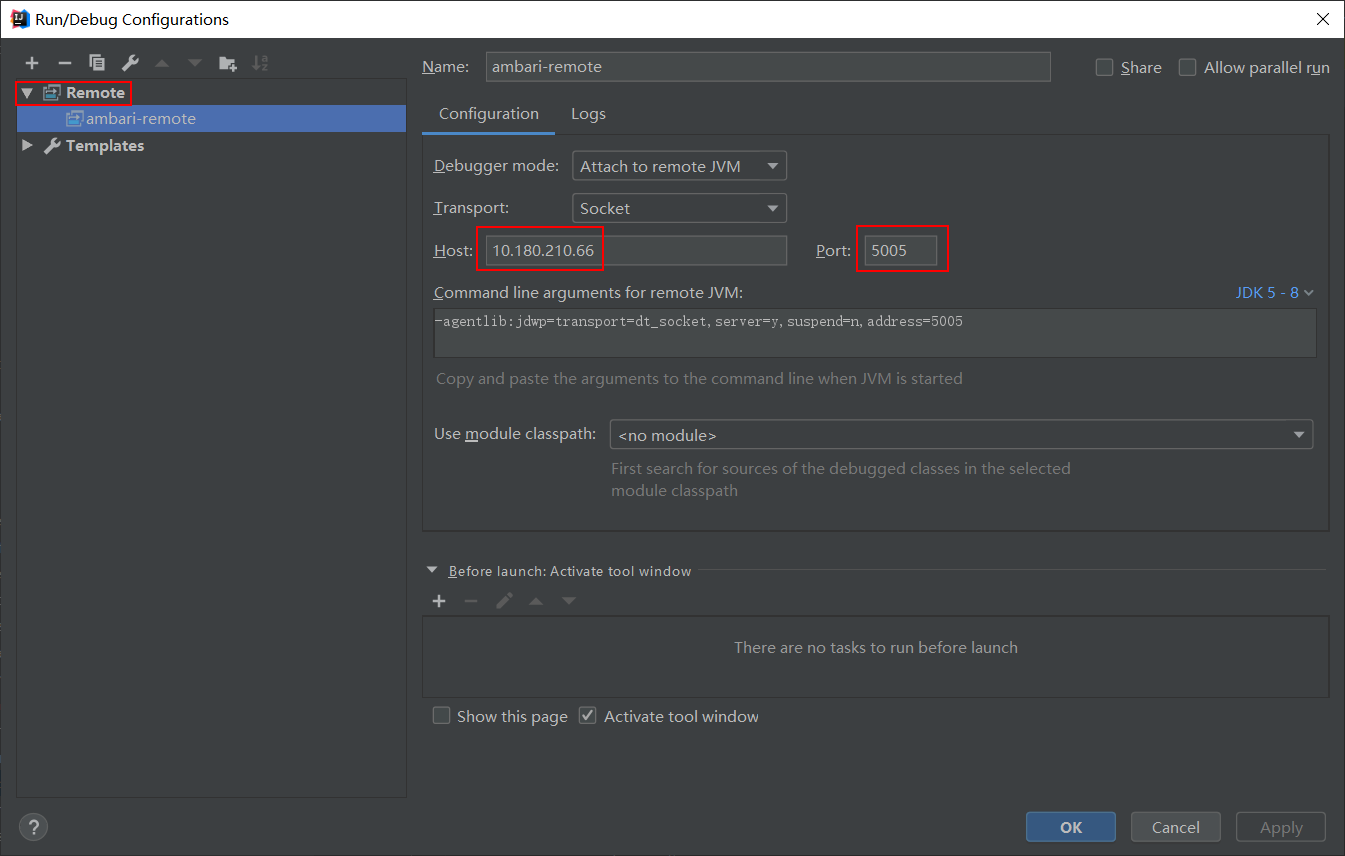 Run/Debug Configurations
Remote
ambari-remote
Templates
Name: ambari-remote
Share
Allow parallel run
Configuration
Logs
Debugger mode: Attach to remote JVM
Transport: Socket
Host: 10.180.210.66
Port: 5005
Command line arguments for remote JVM:
JDK 5 - 8
-agentlib:jdwp=transport=dt_socket,server=y,suspend=n,address=5005
Copy and paste the arguments to the command line when JVM is started
Use module classpath: <no module>
First search for sources of the debugged classes in the selected
module classpath
Before launch: Activate tool window
There are no tasks to run before launch
Show this page
Activate tool window
?
OK
Cancel
Apply